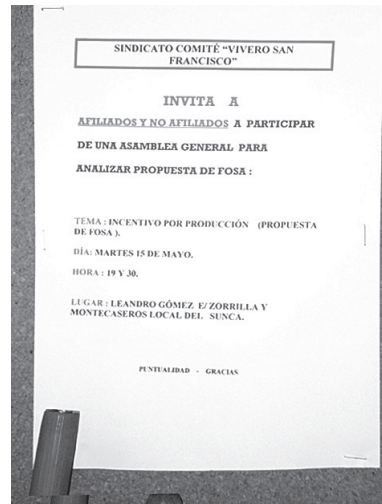 SINDICATO COMITÉ “VIVERO SAN
FRANCISCO”
INVITA A
AFILIADOS Y NO AFILIADOS A PARTICIPAR
DE UNA ASAMBLEA GENERAL PARA
ANALIZAR PROPUESTA DE FOSA :
TEMA : INCENTIVO POR PRODUCCIÓN (PROPUESTA
DE FOSA ).
DÍA: MARTES 15 DE MAYO.
HORA : 19 Y 30.
LUGAR : LEANDRO GÓMEZ E/ ZORRILLA Y
MONTECASEROS LOCAL DEL SUNCA.
PUNTUALIDAD - GRACIAS